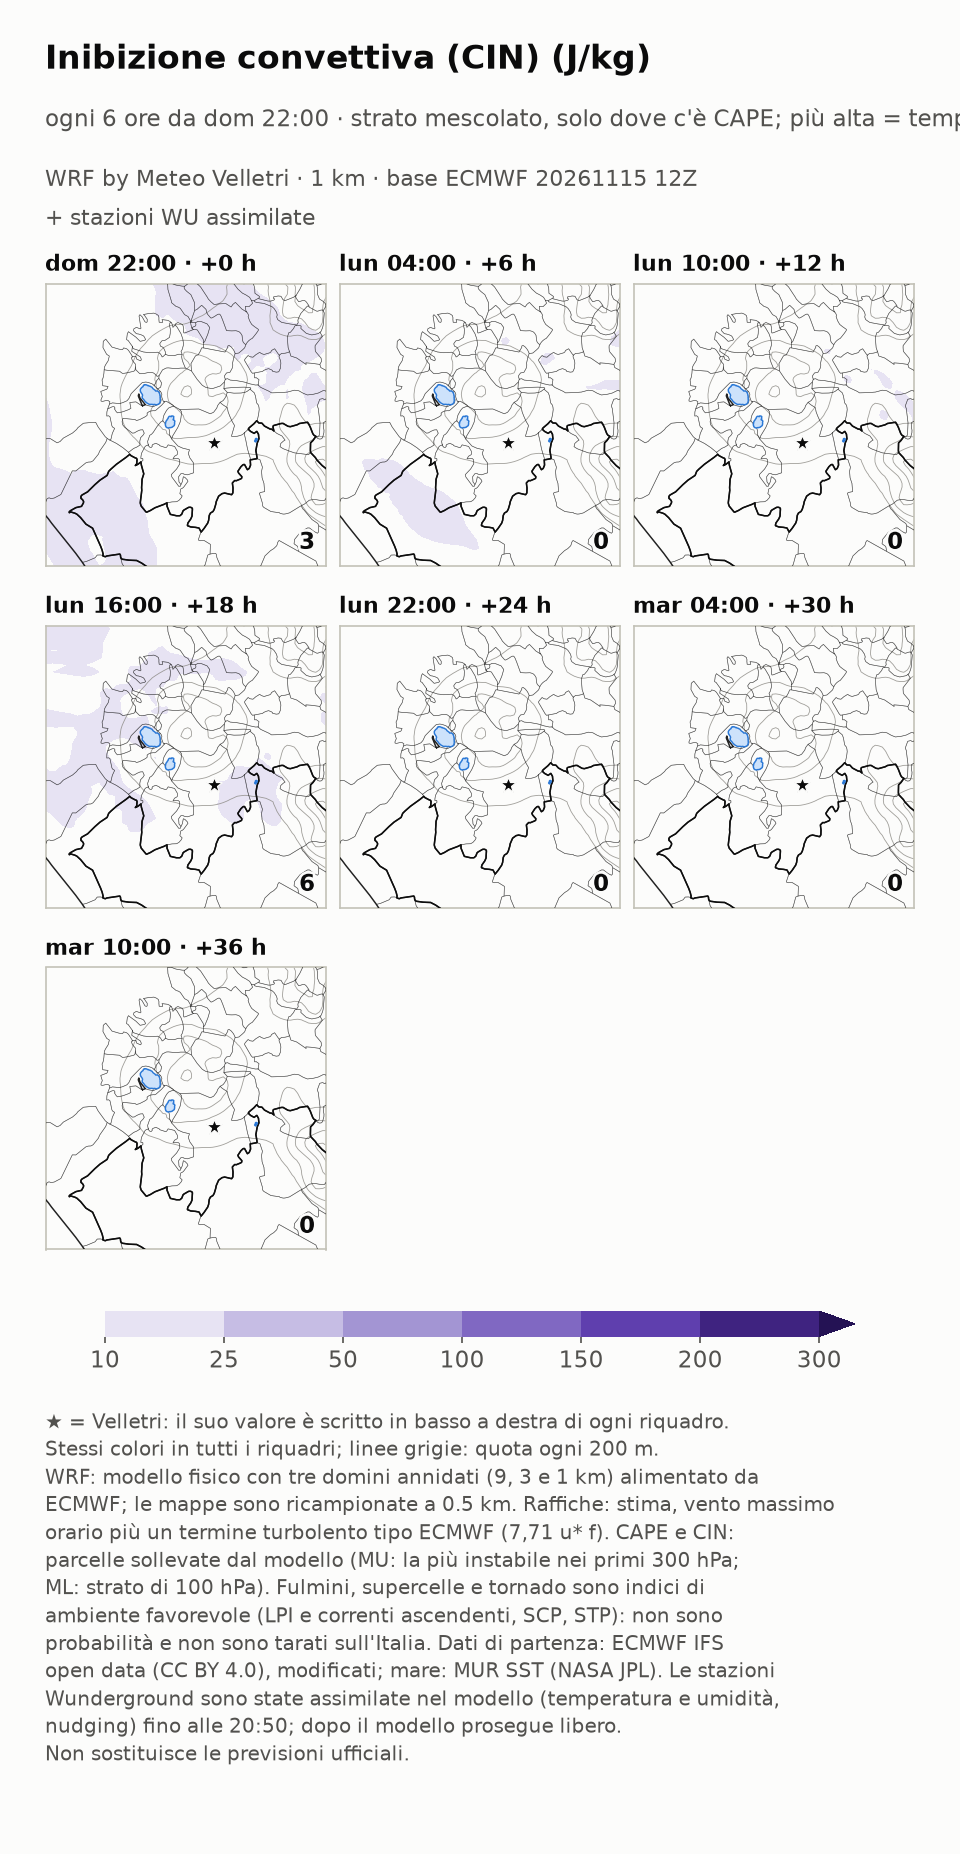 Inibizione convettiva (CIN) (J/kg)
ogni 6 ore da dom 22:00 · strato mescolato, solo dove c'è CAPE; più alta =
WRF by Meteo Velletri · 1 km · base ECMWF 20261115 12Z
+ stazioni WU assimilate
dom 22:00 · +0 h
lun 04:00 · +6 h
lun 10:00 · +12 h
3
0
0
lun 16:00 · +18 h
lun 22:00 · +24 h
mar 04:00 · +30 h
6
0
0
mar 10:00 · +36 h
0
10 25 50 100 150 200 300
★ = Velletri: il suo valore è scritto in basso a destra di ogni riquadro.
Stessi colori in tutti i riquadri; linee grigie: quota ogni 200 m.
WRF: modello fisico con tre domini annidati (9, 3 e 1 km) alimentato da
ECMWF; le mappe sono ricampionate a 0.5 km. Raffiche: stima, vento massimo
orario più un termine turbolento tipo ECMWF (7,71 u* f). CAPE e CIN:
parcelle sollevate dal modello (MU: la più instabile nei primi 300 hPa;
ML: strato di 100 hPa). Fulmini, supercelle e tornado sono indici di
ambiente favorevole (LPI e correnti ascendenti, SCP, STP): non sono
probabilità e non sono tarati sull'Italia. Dati di partenza: ECMWF IFS
open data (CC BY 4.0), modificati; mare: MUR SST (NASA JPL). Le stazioni
Wunderground sono state assimilate nel modello (temperatura e umidità,
nudging) fino alle 20:50; dopo il modello prosegue libero.
Non sostituisce le previsioni ufficiali.